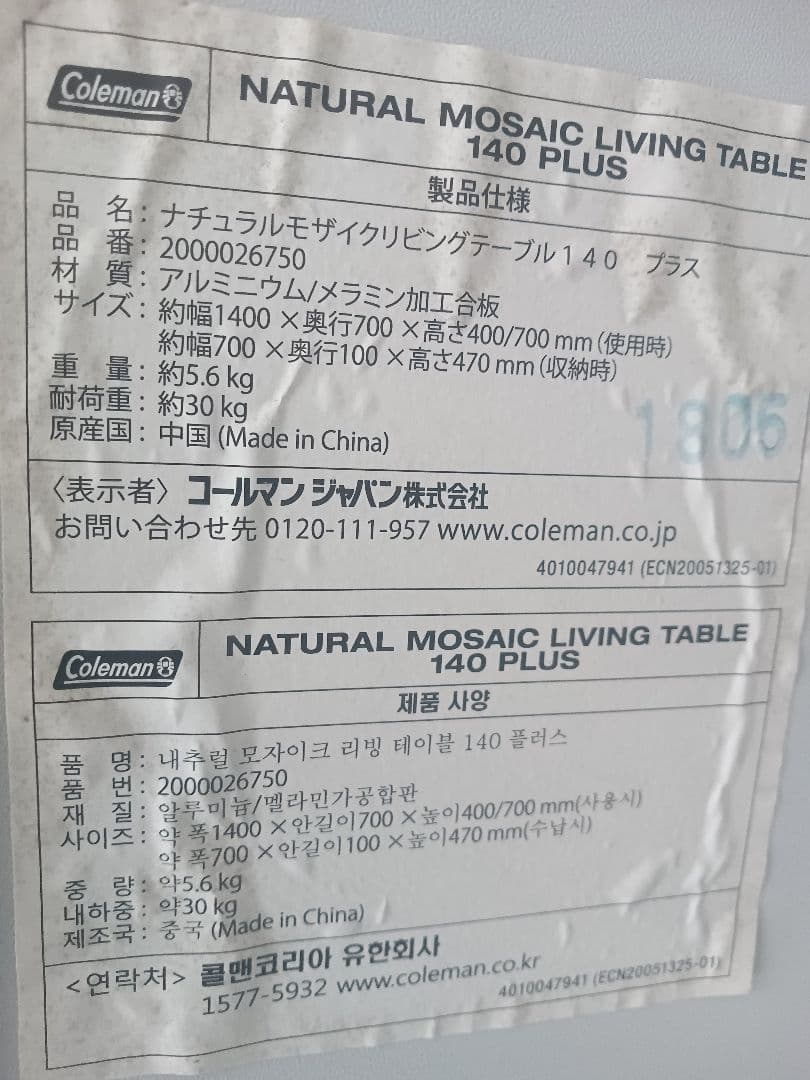 Coleman
NATURAL MOSAIC LIVING TABLE
140 PLUS
製品仕様
品 名：ナチュラルモザイクリビングテーブル１４０ プラス
品 番：2000026750
材 質：アルミニウム/メラミン加工合板
サイズ：約幅1400×奥行700×高さ400/700 mm（使用時）
約幅700×奥行100×高さ470 mm（収納時）
重 量：約5.6 kg
耐荷重：約30 kg
原産国：中国 (Made in China)
1805
〈表示者〉コールマン ジャパン株式会社
お問い合わせ先 0120-111-957 www.coleman.co.jp
4010047941 (ECN20051325-01)
Coleman
NATURAL MOSAIC LIVING TABLE
140 PLUS
제품 사양
품 명 : 내추럴 모자이크 리빙 테이블 140 플러스
품 번 : 2000026750
재 질 : 알루미늄/멜라민가공합판
사이즈 : 약 폭1400×안길이700×높이400/700 mm(사용시)
약 폭700×안길이100×높이470 mm(수납시)
중 량 : 약5.6 kg
내하중 : 약30 kg
제조국 : 중국 (Made in China)
<연락처> 콜맨코리아 유한회사
1577-5932 www.coleman.co.kr
4010047941 (ECN20051325-01)